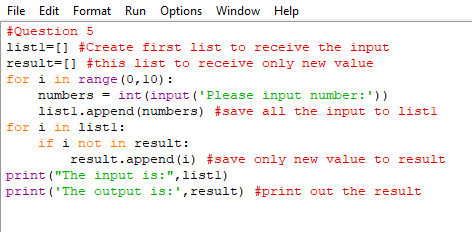 File Edit Format Run Options Window Help
#Question 5
list1=[] #Create first list to receive the input
result=[] #this list to receive only new value
for i in range(0,10):
    numbers = int(input('Please input number:'))
    list1.append(numbers) #save all the input to list1
for i in list1:
    if i not in result:
        result.append(i) #save only new value to result
print("The input is:",list1)
print('The output is:',result) #print out the result